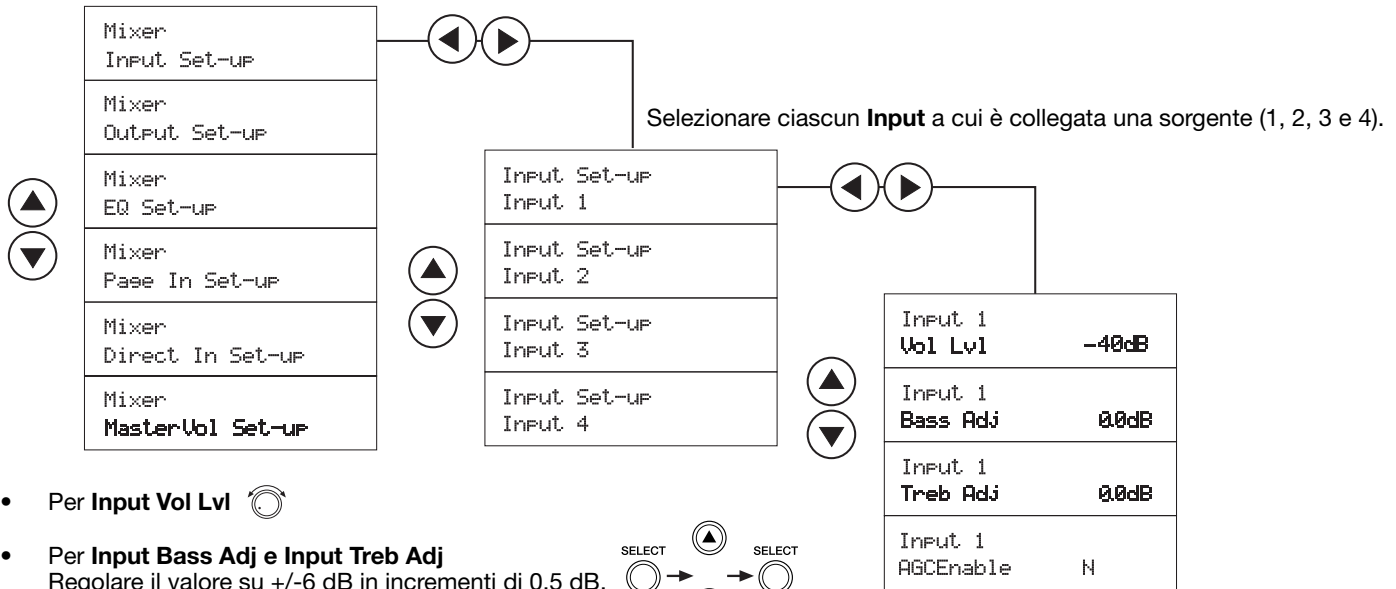 Mixer
Input Set-up
Mixer
Output Set-up
Mixer
EQ Set-up
Mixer
Page In Set-up
Mixer
Direct In Set-up
Mixer
MasterVol Set-up
Selezionare ciascun Input a cui è collegata una sorgente (1, 2, 3 e 4).
Input Set-up
Input 1
Input Set-up
Input 2
Input Set-up
Input 3
Input Set-up
Input 4
Input 1
Vol Lvl -40dB
Input 1
Bass Adj 0.0dB
Input 1
Treb Adj 0.0dB
Input 1
AGCEnable N
• Per Input Vol Lvl
• Per Input Bass Adj e Input Treb Adj
Regolare il valore su +/-6 dB in incrementi di 0,5 dB.
SELECT SELECT